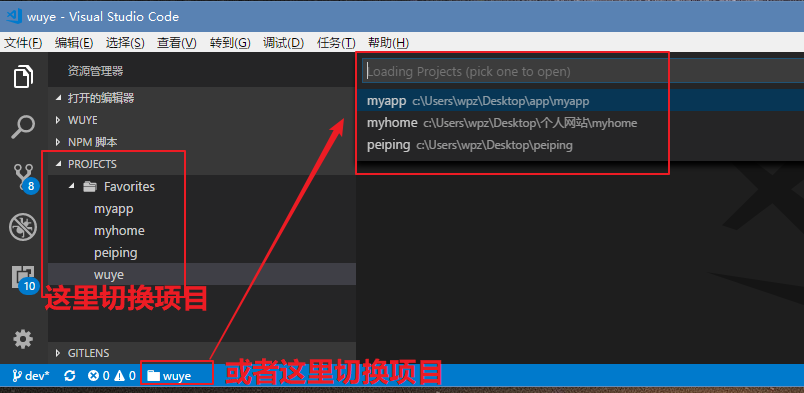 wuye - Visual Studio Code
文件(F) 编辑(E) 选择(S) 查看(V) 转到(G) 调试(D) 任务(T) 帮助(H)
资源管理器
打开的编辑器
WUYE
NPM 脚本
PROJECTS
Favorites
myapp
myhome
peiping
wuye
这里切换项目
GITLENS
8
10
Loading Projects (pick one to open)
myapp c:\Users\wpz\Desktop\app\myapp
myhome c:\Users\wpz\Desktop\个人网站\myhome
peiping c:\Users\wpz\Desktop\peiping
dev* 0 0 wuye
或者这里切换项目